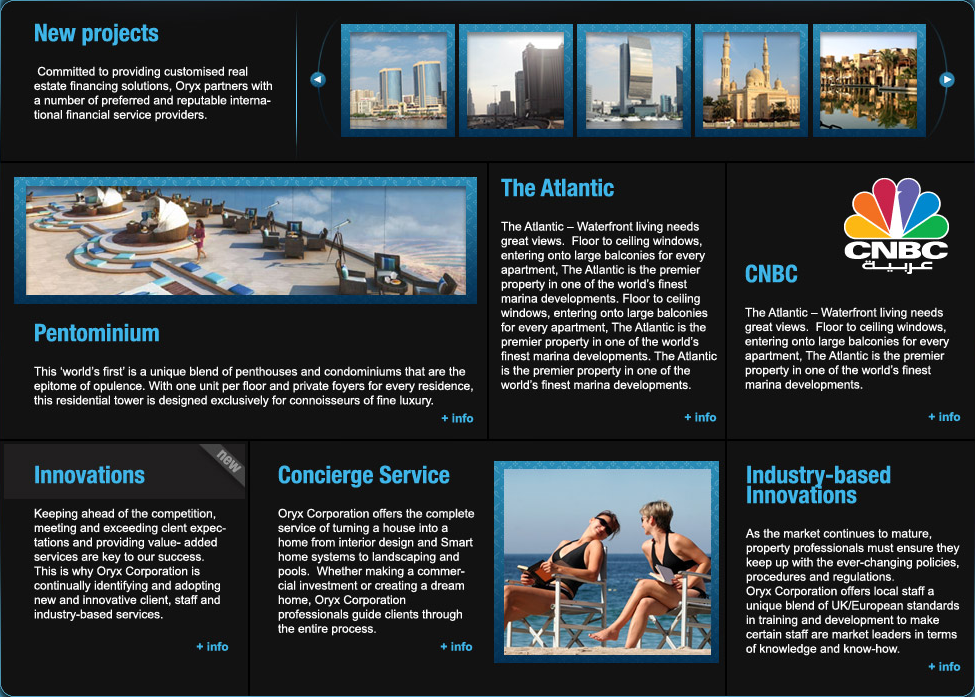 New projects
Committed to providing customised real
estate financing solutions, Oryx partners with
a number of preferred and reputable interna-
tional financial service providers.
Pentominium
This ‘world’s first’ is a unique blend of penthouses and condominiums that are the
epitome of opulence. With one unit per floor and private foyers for every residence,
this residential tower is designed exclusively for connoisseurs of fine luxury.
+ info
The Atlantic
The Atlantic – Waterfront living needs
great views.  Floor to ceiling windows,
entering onto large balconies for every
apartment, The Atlantic is the premier
property in one of the world’s finest
marina developments. Floor to ceiling
windows, entering onto large balconies
for every apartment, The Atlantic is the
premier property in one of the world’s
finest marina developments. The Atlantic
is the premier property in one of the
world’s finest marina developments.
+ info
CNBC
عربية
CNBC
The Atlantic – Waterfront living needs
great views.  Floor to ceiling windows,
entering onto large balconies for every
apartment, The Atlantic is the premier
property in one of the world’s finest
marina developments.
+ info
new
Innovations
Keeping ahead of the competition,
meeting and exceeding clent expec-
tations and providing value- added
services are key to our success.
This is why Oryx Corporation is
continually identifying and adopting
new and innovative client, staff and
industry-based services.
+ info
Concierge Service
Oryx Corporation offers the complete
service of turning a house into a
home from interior design and Smart
home systems to landscaping and
pools.  Whether making a commer-
cial investment or creating a dream
home, Oryx Corporation
professionals guide clients through
the entire process.
+ info
Industry-based
Innovations
As the market continues to mature,
property professionals must ensure they
keep up with the ever-changing policies,
procedures and regulations.
Oryx Corporation offers local staff a
unique blend of UK/European standards
in training and development to make
certain staff are market leaders in terms
of knowledge and know-how.
+ info